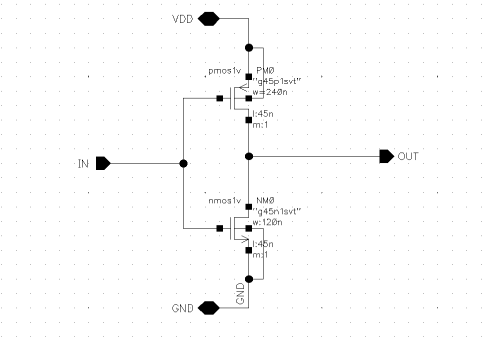 VDD
pmos1v PM0
"g45p1svt"
w=240n
l:45n
m:1
IN
OUT
nmos1v NM0
"g45n1svt"
w:120n
l:45n
m:1
GND
GND